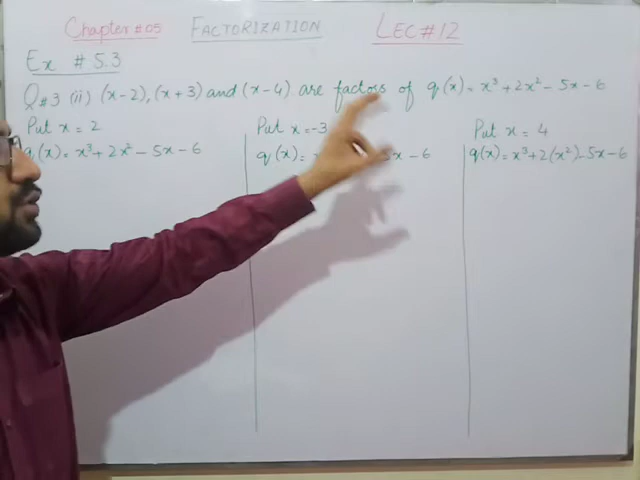 Chapter # 05 FACTORIZATION LEC # 12
Ex # 5.3
Q#3 (ii) (x-2), (x+3) and (x-4) are factors of q(x) = x³ + 2x² - 5x - 6
Put x = 2
q(x) = x³ + 2x² - 5x - 6
Put x = -3
q(x) = 5x - 6
Put x = 4
q(x) = x³ + 2(x²) - 5x - 6